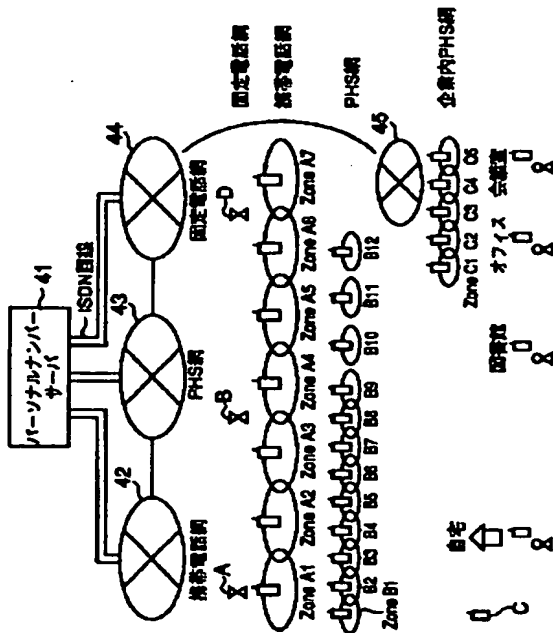 41
パーソナルナンバー
サーバ
ISDN回線
42
携帯電話網
43
PHS網
44
固定電話網
固定電話網
A
B
D
携帯電話網
Zone A1
Zone A2
Zone A3
Zone A4
Zone A5
Zone A6
Zone A7
PHS網
Zone B1
B2
B3
B4
B5
B6
B7
B8
B9
B10
B11
B12
45
企業内PHS網
Zone C1
C2
C3
C4
C5
自宅
図書館
オフィス
会議室
C